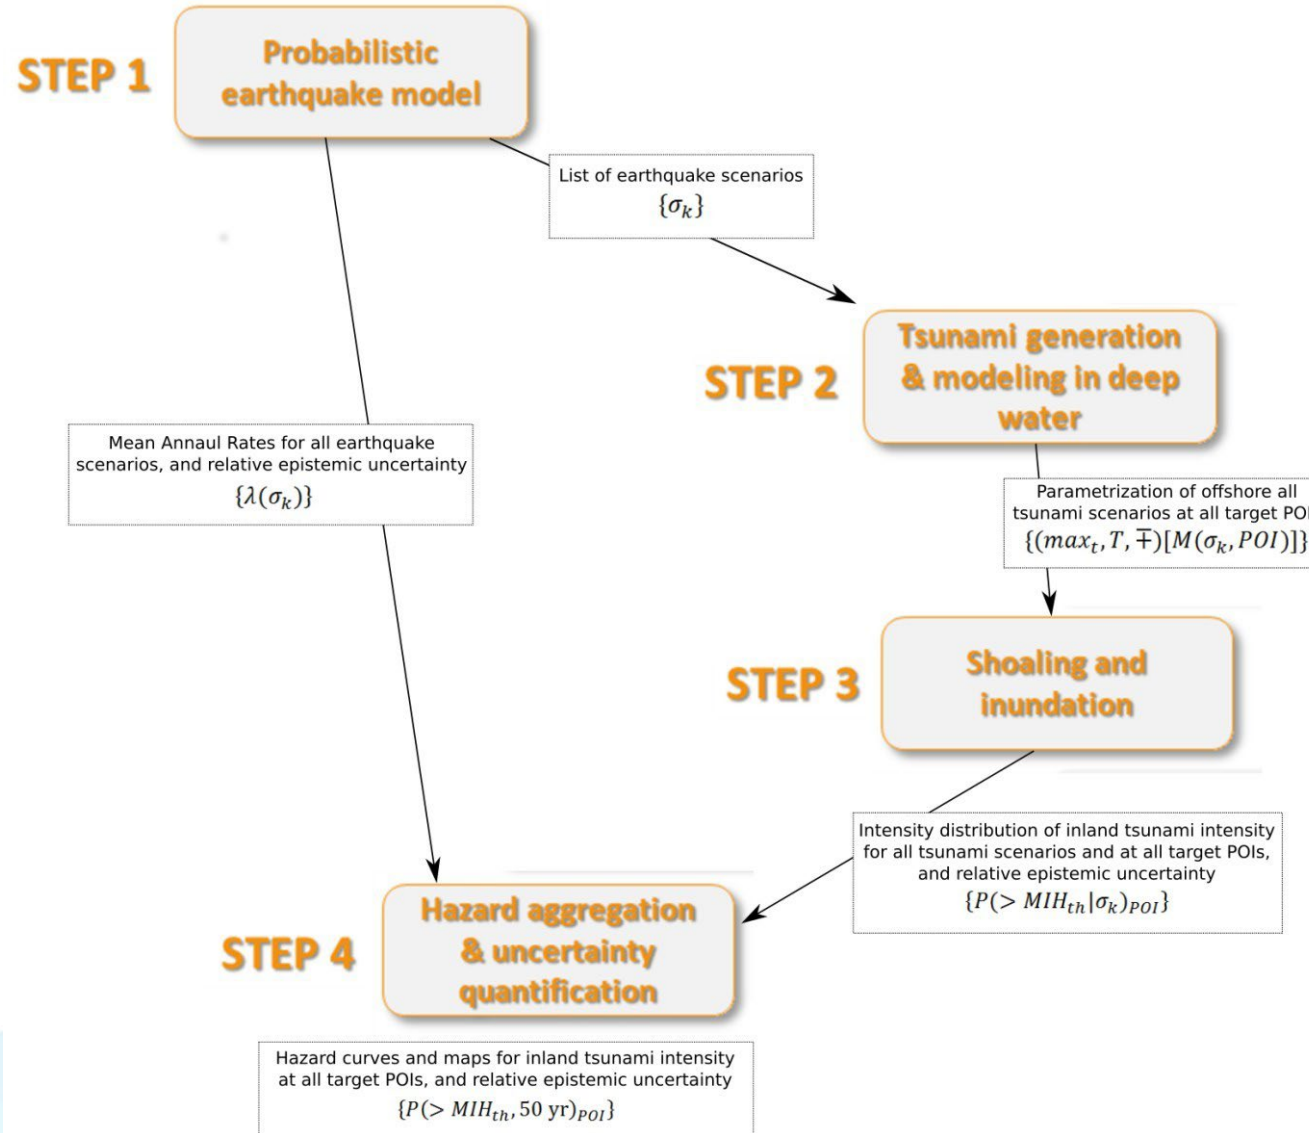 STEP 1
Probabilistic
earthquake model
List of earthquake scenarios
{σ_k}
STEP 2
Tsunami generation
& modeling in deep
water
Mean Annaul Rates for all earthquake
scenarios, and relative epistemic uncertainty
{λ(σ_k)}
Parametrization of offshore all
tsunami scenarios at all target PO
{(max_t, T, ∓)[M(σ_k, POI)]}
STEP 3
Shoaling and
inundation
Intensity distribution of inland tsunami intensity
for all tsunami scenarios and at all target POIs,
and relative epistemic uncertainty
{P(> MIH_th|σ_k)_POI}
STEP 4
Hazard aggregation
& uncertainty
quantification
Hazard curves and maps for inland tsunami intensity
at all target POIs, and relative epistemic uncertainty
{P(> MIH_th, 50 yr)_POI}